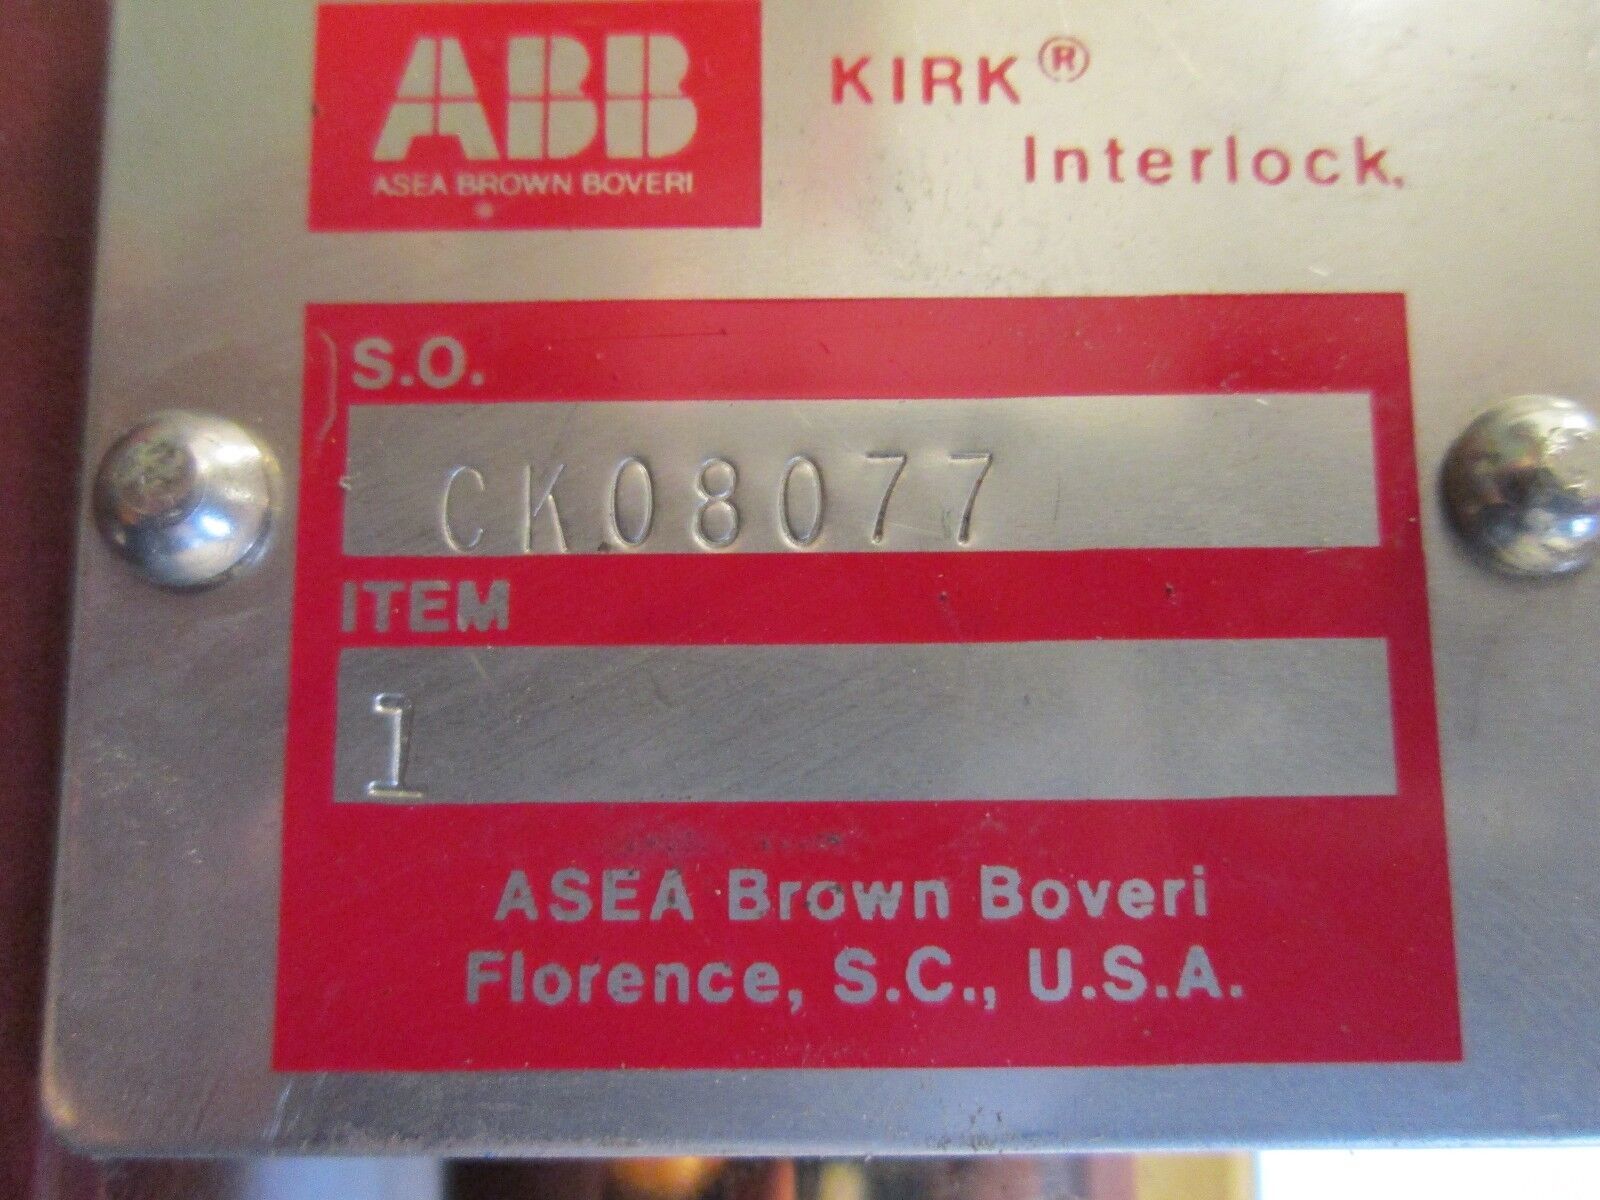 ABB
ASEA BROWN BOVERI
KIRK®
Interlock.
S.O.
CK08077
ITEM
1
ASEA Brown Boveri
Florence, S.C., U.S.A.